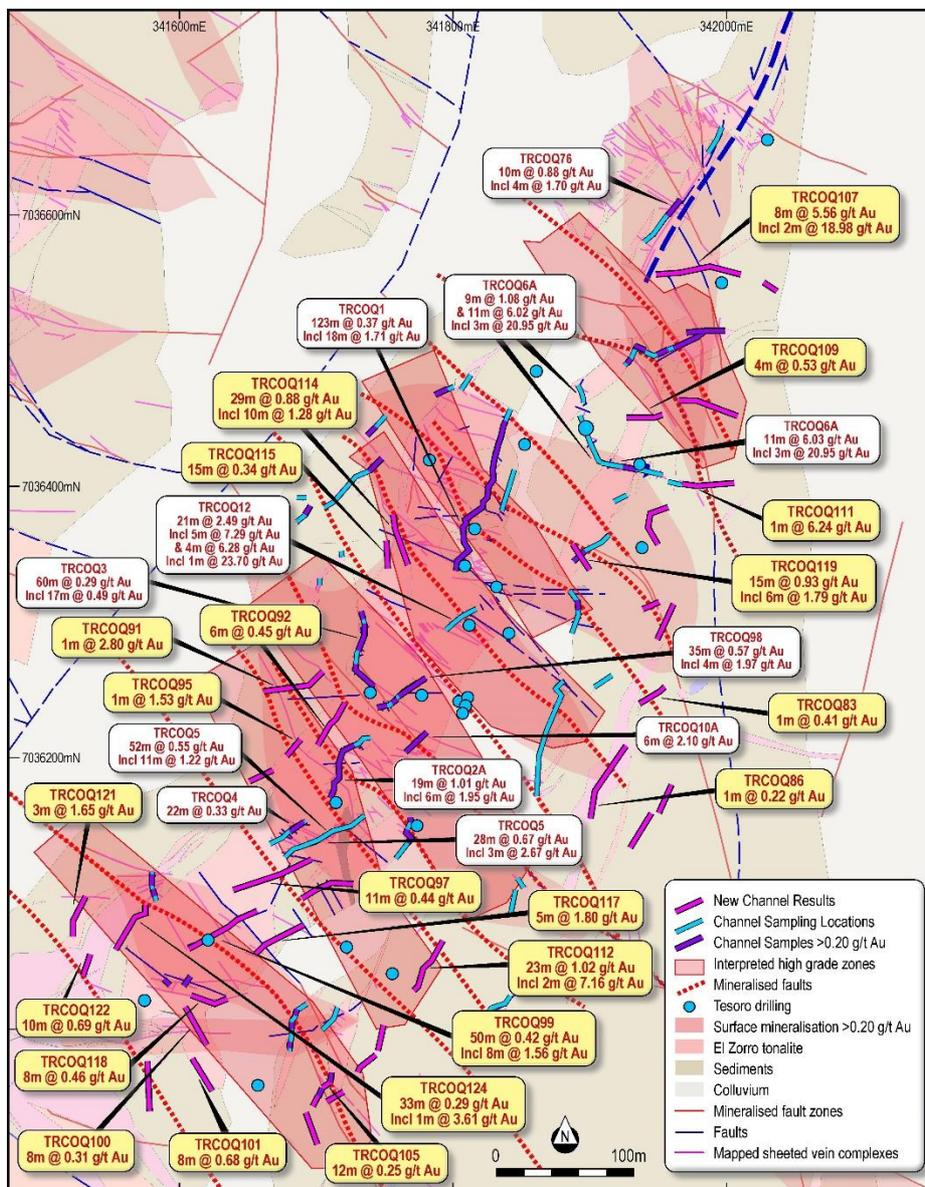 341600mE
341800mE
342000mE
7036600mN
7036400mN
7036200mN
TRCOQ76
10m @ 0.88 g/t Au
Incl 4m @ 1.70 g/t Au
TRCOQ107
8m @ 5.56 g/t Au
Incl 2m @ 18.98 g/t Au
TRCOQ6A
9m @ 1.08 g/t Au
& 11m @ 6.02 g/t Au
Incl 3m @ 20.95 g/t Au
TRCOQ1
123m @ 0.37 g/t Au
Incl 18m @ 1.71 g/t Au
TRCOQ109
4m @ 0.53 g/t Au
TRCOQ114
29m @ 0.88 g/t Au
Incl 10m @ 1.28 g/t Au
TRCOQ6A
11m @ 6.03 g/t Au
Incl 3m @ 20.95 g/t Au
TRCOQ115
15m @ 0.34 g/t Au
TRCOQ12
21m @ 2.49 g/t Au
Incl 5m @ 7.29 g/t Au
& 4m @ 6.28 g/t Au
Incl 1m @ 23.70 g/t Au
TRCOQ111
1m @ 6.24 g/t Au
TRCOQ3
60m @ 0.29 g/t Au
Incl 17m @ 0.49 g/t Au
TRCOQ119
15m @ 0.93 g/t Au
Incl 6m @ 1.79 g/t Au
TRCOQ92
6m @ 0.45 g/t Au
TRCOQ91
1m @ 2.80 g/t Au
TRCOQ98
35m @ 0.57 g/t Au
Incl 4m @ 1.97 g/t Au
TRCOQ95
1m @ 1.53 g/t Au
TRCOQ83
1m @ 0.41 g/t Au
TRCOQ5
52m @ 0.55 g/t Au
Incl 11m @ 1.22 g/t Au
TRCOQ10A
6m @ 2.10 g/t Au
TRCOQ2A
19m @ 1.01 g/t Au
Incl 6m @ 1.95 g/t Au
TRCOQ86
1m @ 0.22 g/t Au
TRCOQ121
3m @ 1.65 g/t Au
TRCOQ4
22m @ 0.33 g/t Au
TRCOQ5
28m @ 0.67 g/t Au
Incl 3m @ 2.67 g/t Au
TRCOQ97
11m @ 0.44 g/t Au
TRCOQ117
5m @ 1.80 g/t Au
TRCOQ112
23m @ 1.02 g/t Au
Incl 2m @ 7.16 g/t Au
TRCOQ122
10m @ 0.69 g/t Au
TRCOQ99
50m @ 0.42 g/t Au
Incl 8m @ 1.56 g/t Au
TRCOQ118
8m @ 0.46 g/t Au
TRCOQ124
33m @ 0.29 g/t Au
Incl 1m @ 3.61 g/t Au
TRCOQ100
8m @ 0.31 g/t Au
TRCOQ101
8m @ 0.68 g/t Au
TRCOQ105
12m @ 0.25 g/t Au
N
0 100m
New Channel Results
Channel Sampling Locations
Channel Samples >0.20 g/t Au
Interpreted high grade zones
Mineralised faults
Tesoro drilling
Surface mineralisation >0.20 g/t Au
El Zorro tonalite
Sediments
Colluvium
Mineralised fault zones
Faults
Mapped sheeted vein complexes